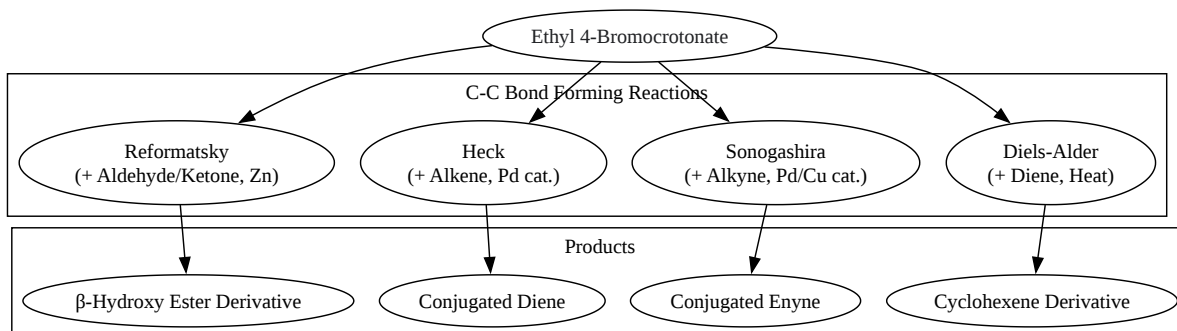 Ethyl 4-Bromocrotonate
C-C Bond Forming Reactions
Reformatsky
(+ Aldehyde/Ketone, Zn)
Heck
(+ Alkene, Pd cat.)
Sonogashira
(+ Alkyne, Pd/Cu cat.)
Diels-Alder
(+ Diene, Heat)
Products
β-Hydroxy Ester Derivative
Conjugated Diene
Conjugated Enyne
Cyclohexene Derivative